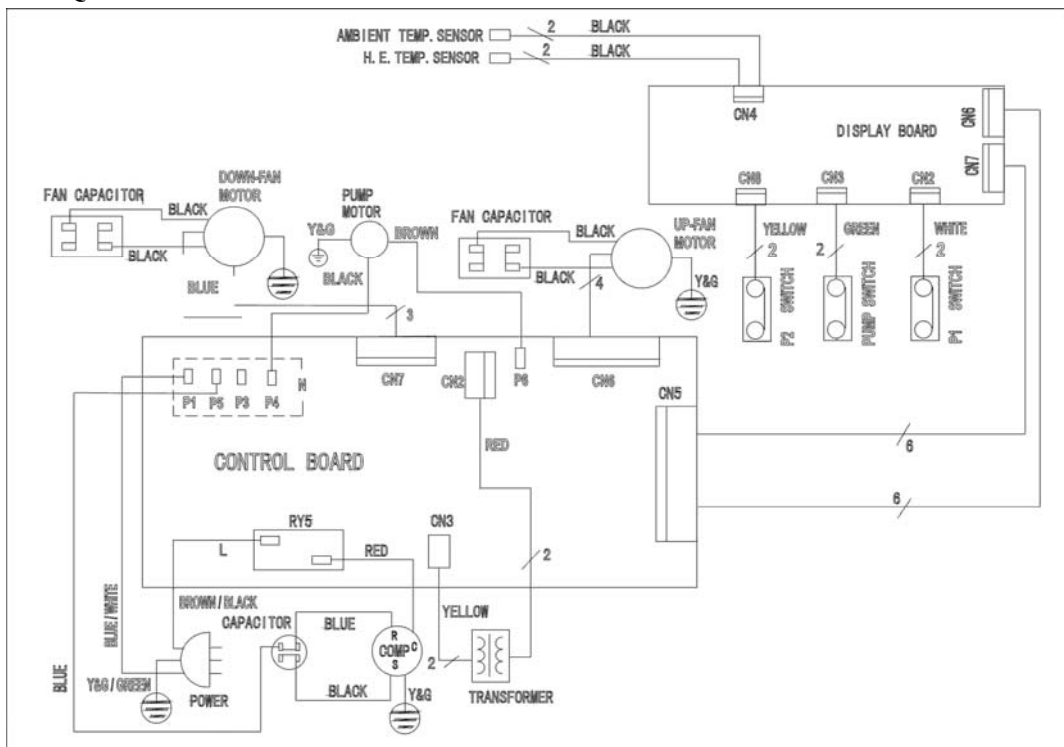 AMBIENT TEMP. SENSOR
2
BLACK
H. E. TEMP. SENSOR
2
BLACK
CN4
CN6
DISPLAY BOARD
CN7
CN8
CN3
CN2
YELLOW
GREEN
WHITE
2
2
2
P2 SWITCH
PUMP SWITCH
P1 SWITCH
DOWN-FAN
MOTOR
FAN CAPACITOR
BLACK
BLACK
BLUE
PUMP
MOTOR
Y&G
BROWN
BLACK
FAN CAPACITOR
BLACK
BLACK
4
UP-FAN
MOTOR
Y&G
3
CN7
CN2
P6
CN6
CN5
P1
P5
P3
P4
N
RED
CONTROL BOARD
6
6
RY5
L
RED
CN3
2
BROWN/BLACK
BLUE/WHITE
BLUE
CAPACITOR
BLUE
R
COMP
C
S
YELLOW
2
BLACK
Y&G
Y&G/GREEN
POWER
TRANSFORMER